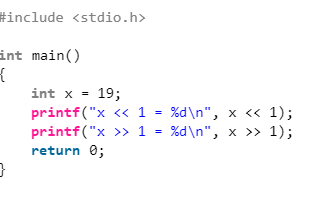 #include <stdio.h>
int main()
{
    int x = 19;
    printf("x << 1 = %d\n", x << 1);
    printf("x >> 1 = %d\n", x >> 1);
    return 0;
}